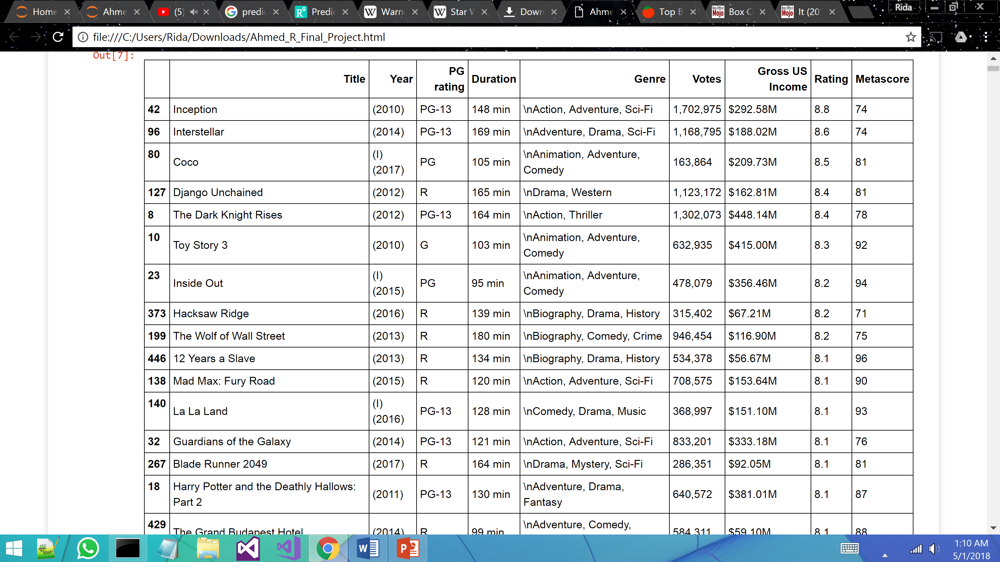 Home Ahme (5) predic Predic Warn Star W Down Ahme Top B Box O It (20 Rida
file:///C:/Users/Rida/Downloads/Ahmed_R_Final_Project.html
Out[7]:
Title Year PG rating Duration Genre Votes Gross US Income Rating Metascore
42 Inception (2010) PG-13 148 min \nAction, Adventure, Sci-Fi 1,702,975 $292.58M 8.8 74
96 Interstellar (2014) PG-13 169 min \nAdventure, Drama, Sci-Fi 1,168,795 $188.02M 8.6 74
80 Coco (I) (2017) PG 105 min \nAnimation, Adventure, Comedy 163,864 $209.73M 8.5 81
127 Django Unchained (2012) R 165 min \nDrama, Western 1,123,172 $162.81M 8.4 81
8 The Dark Knight Rises (2012) PG-13 164 min \nAction, Thriller 1,302,073 $448.14M 8.4 78
10 Toy Story 3 (2010) G 103 min \nAnimation, Adventure, Comedy 632,935 $415.00M 8.3 92
23 Inside Out (I) (2015) PG 95 min \nAnimation, Adventure, Comedy 478,079 $356.46M 8.2 94
373 Hacksaw Ridge (2016) R 139 min \nBiography, Drama, History 315,402 $67.21M 8.2 71
199 The Wolf of Wall Street (2013) R 180 min \nBiography, Comedy, Crime 946,454 $116.90M 8.2 75
446 12 Years a Slave (2013) R 134 min \nBiography, Drama, History 534,378 $56.67M 8.1 96
138 Mad Max: Fury Road (2015) R 120 min \nAction, Adventure, Sci-Fi 708,575 $153.64M 8.1 90
140 La La Land (I) (2016) PG-13 128 min \nComedy, Drama, Music 368,997 $151.10M 8.1 93
32 Guardians of the Galaxy (2014) PG-13 121 min \nAction, Adventure, Sci-Fi 833,201 $333.18M 8.1 76
267 Blade Runner 2049 (2017) R 164 min \nDrama, Mystery, Sci-Fi 286,351 $92.05M 8.1 81
18 Harry Potter and the Deathly Hallows: Part 2 (2011) PG-13 130 min \nAdventure, Drama, Fantasy 640,572 $381.01M 8.1 87
429 The Grand Budapest Hotel (2014) R 99 min \nAdventure, Comedy, 584,311 $59.10M 8.1 88
1:10 AM
5/1/2018